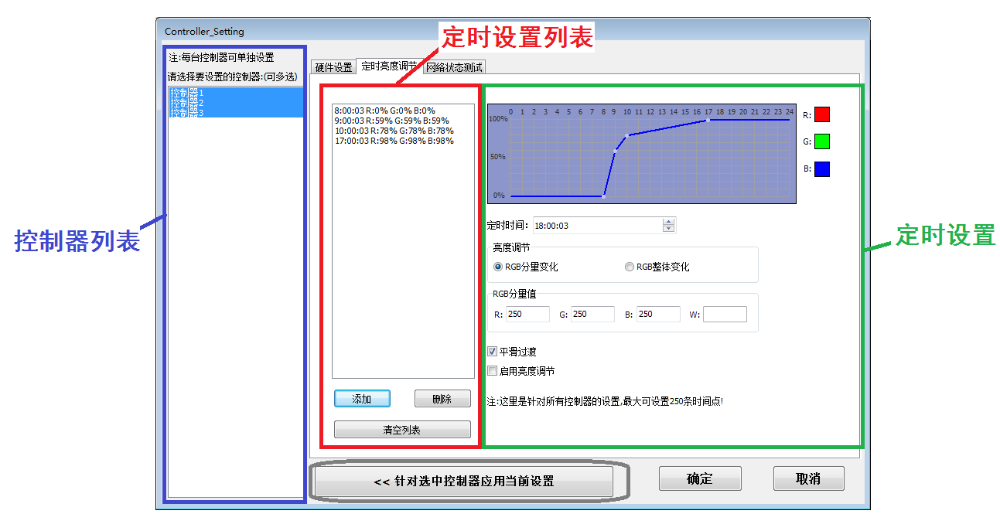 Controller_Setting
定时设置列表
注:每台控制器可单独设置
请选择要设置的控制器:(可多选)
控制器1
控制器2
控制器3
控制器列表
硬件设置 定时亮度调节 网络状态测试
8:00:03 R:0% G:0% B:0%
9:00:03 R:59% G:59% B:59%
10:00:03 R:78% G:78% B:78%
17:00:03 R:98% G:98% B:98%
添加 删除
清空列表
0 1 2 3 4 5 6 7 8 9 10 11 12 13 14 15 16 17 18 19 20 21 22 23 24
100%
50%
0%
R:
G:
B:
定时设置
定时时间: 18:00:03
亮度调节
RGB分量变化 RGB整体变化
RGB分量值
R: 250 G: 250 B: 250 W:
平滑过渡
启用亮度调节
注:这里是针对所有控制器的设置,最大可设置250条时间点!
<< 针对选中控制器应用当前设置 确定 取消